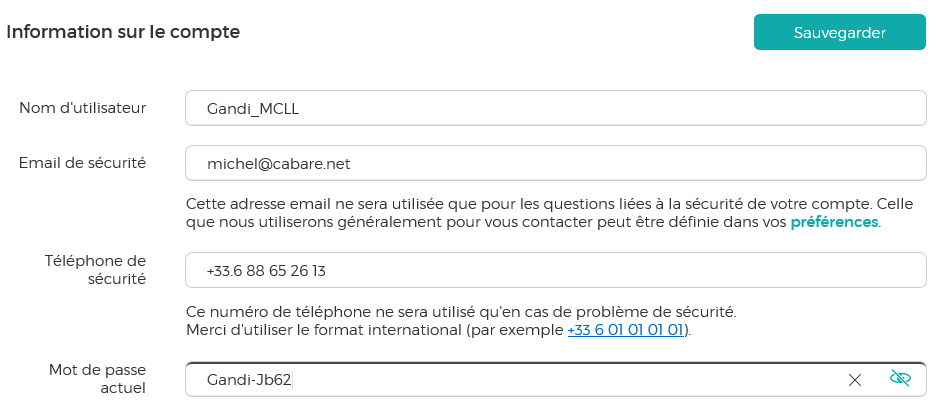 Information sur le compte
Sauvegarder
Nom d'utilisateur
Gandi_MCLL
Email de sécurité
michel@cabare.net
Cette adresse email ne sera utilisée que pour les questions liées à la sécurité de votre compte. Celle
que nous utiliserons généralement pour vous contacter peut être définie dans vos préférences.
Téléphone de
sécurité
+33.6 88 65 26 13
Ce numéro de téléphone ne sera utilisé qu'en cas de problème de sécurité.
Merci d'utiliser le format international (par exemple +33 6 01 01 01 01).
Mot de passe
actuel
Gandi-Jb62